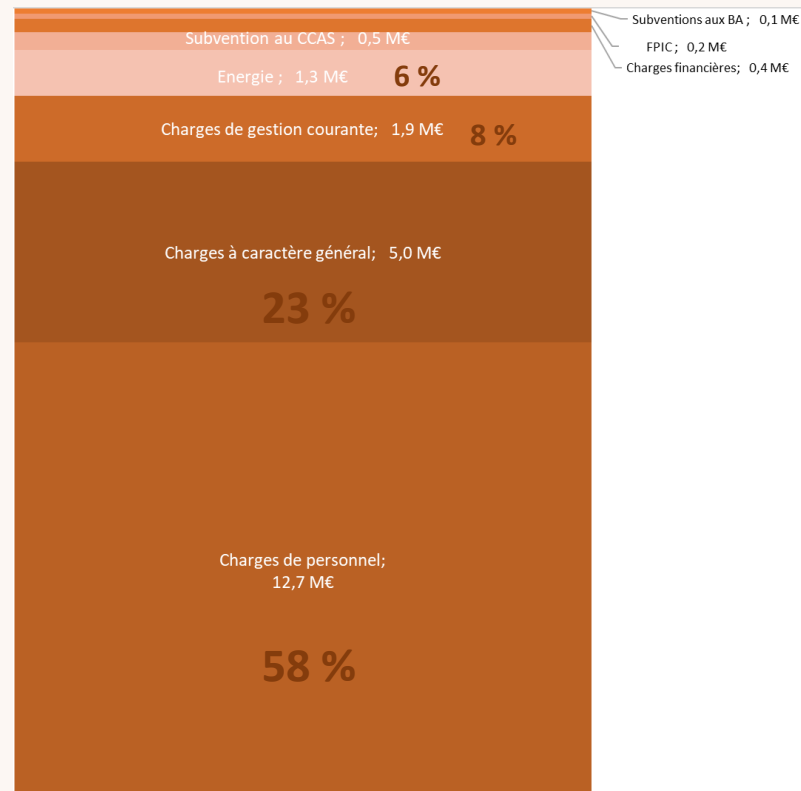 Subventions aux BA ; 0,1 M€
FPIC ; 0,2 M€
Charges financières; 0,4 M€
Subvention au CCAS ; 0,5 M€
Energie ; 1,3 M€ 6 %
Charges de gestion courante; 1,9 M€ 8 %
Charges à caractère général; 5,0 M€
23 %
Charges de personnel;
12,7 M€
58 %